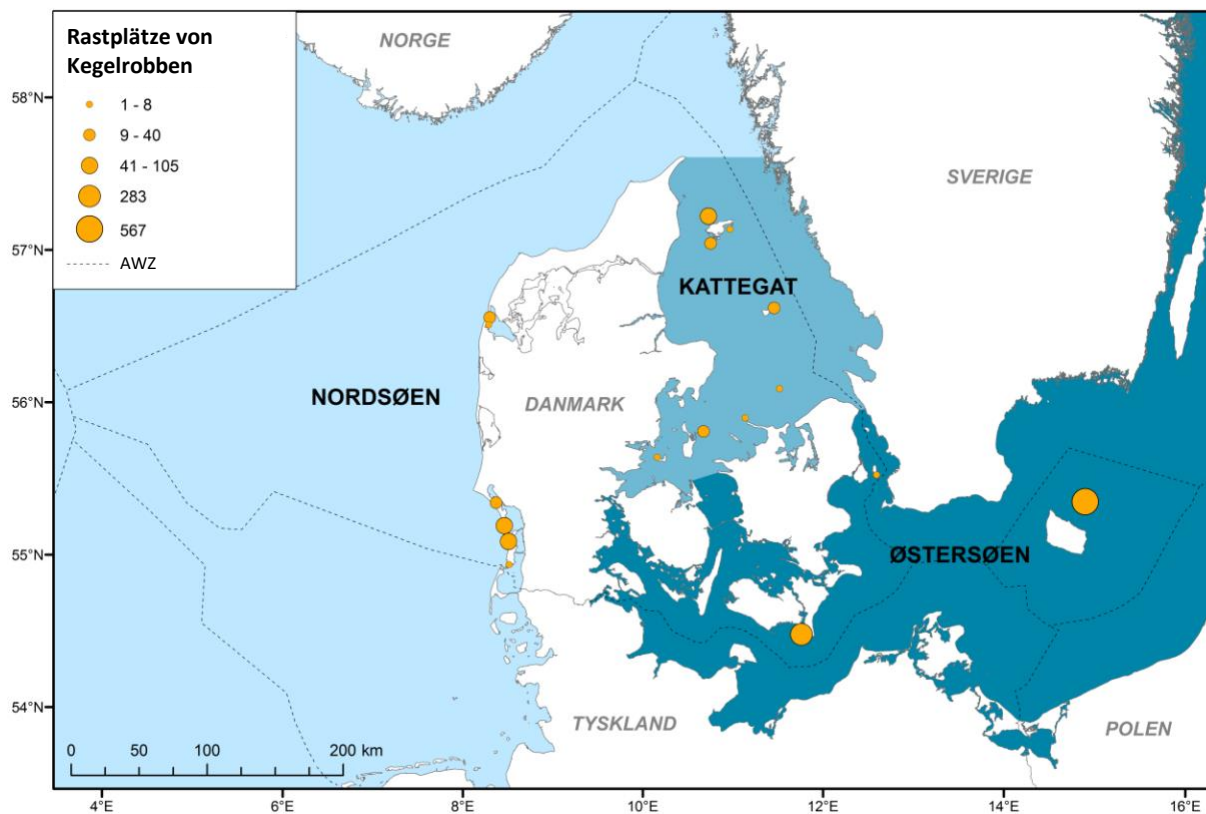 Rastplätze von
Kegelrobben
1 - 8
9 - 40
41 - 105
283
567
AWZ
NORGE
SVERIGE
KATTEGAT
NORDSØEN
DANMARK
ØSTERSØEN
TYSKLAND
POLEN
58°N
57°N
56°N
55°N
54°N
0 50 100 200 km
4°E 6°E 8°E 10°E 12°E 14°E 16°E